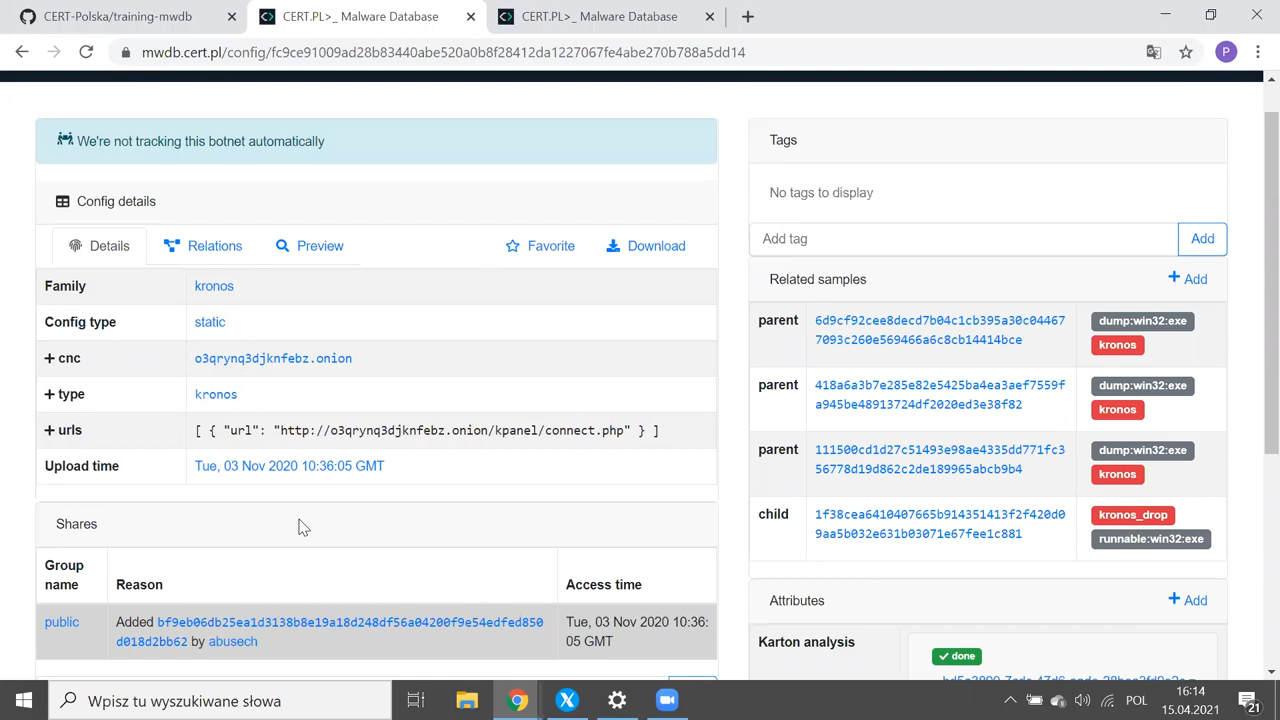 CERT-Polska/training-mwdb
CERT.PL>_ Malware Database
CERT.PL>_ Malware Database
mwdb.cert.pl/config/fc9ce91009ad28b83440abe520a0b8f28412da1227067fe4abe270b788a5dd14
P
We're not tracking this botnet automatically
Config details
Details Relations Preview Favorite Download
Family kronos
Config type static
+ cnc o3qrynq3djknfebz.onion
+ type kronos
+ urls [ { "url": "http://o3qrynq3djknfebz.onion/kpanel/connect.php" } ]
Upload time Tue, 03 Nov 2020 10:36:05 GMT
Shares
Group name Reason Access time
public Added bf9eb06db25ea1d3138b8e19a18d248df56a04200f9e54edfed850
d018d2bb62 by abusech
Tue, 03 Nov 2020 10:36:
05 GMT
Tags
No tags to display
Add tag Add
Related samples + Add
parent 6d9cf92cee8decd7b04c1cb395a30c04467
7093c260e569466a6c8cb14414bce
dump:win32:exe
kronos
parent 418a6a3b7e285e82e5425ba4ea3aef7559f
a945be48913724df2020ed3e38f82
dump:win32:exe
kronos
parent 111500cd1d27c51493e98ae4335dd771fc3
56778d19d862c2de189965abcb9b4
dump:win32:exe
kronos
child 1f38cea6410407665b914351413f2f420d0
9aa5b032e631b03071e67fee1c881
kronos_drop
runnable:win32:exe
Attributes + Add
Karton analysis
done
Wpisz tu wyszukiwane słowa
POL
16:14
15.04.2021
21